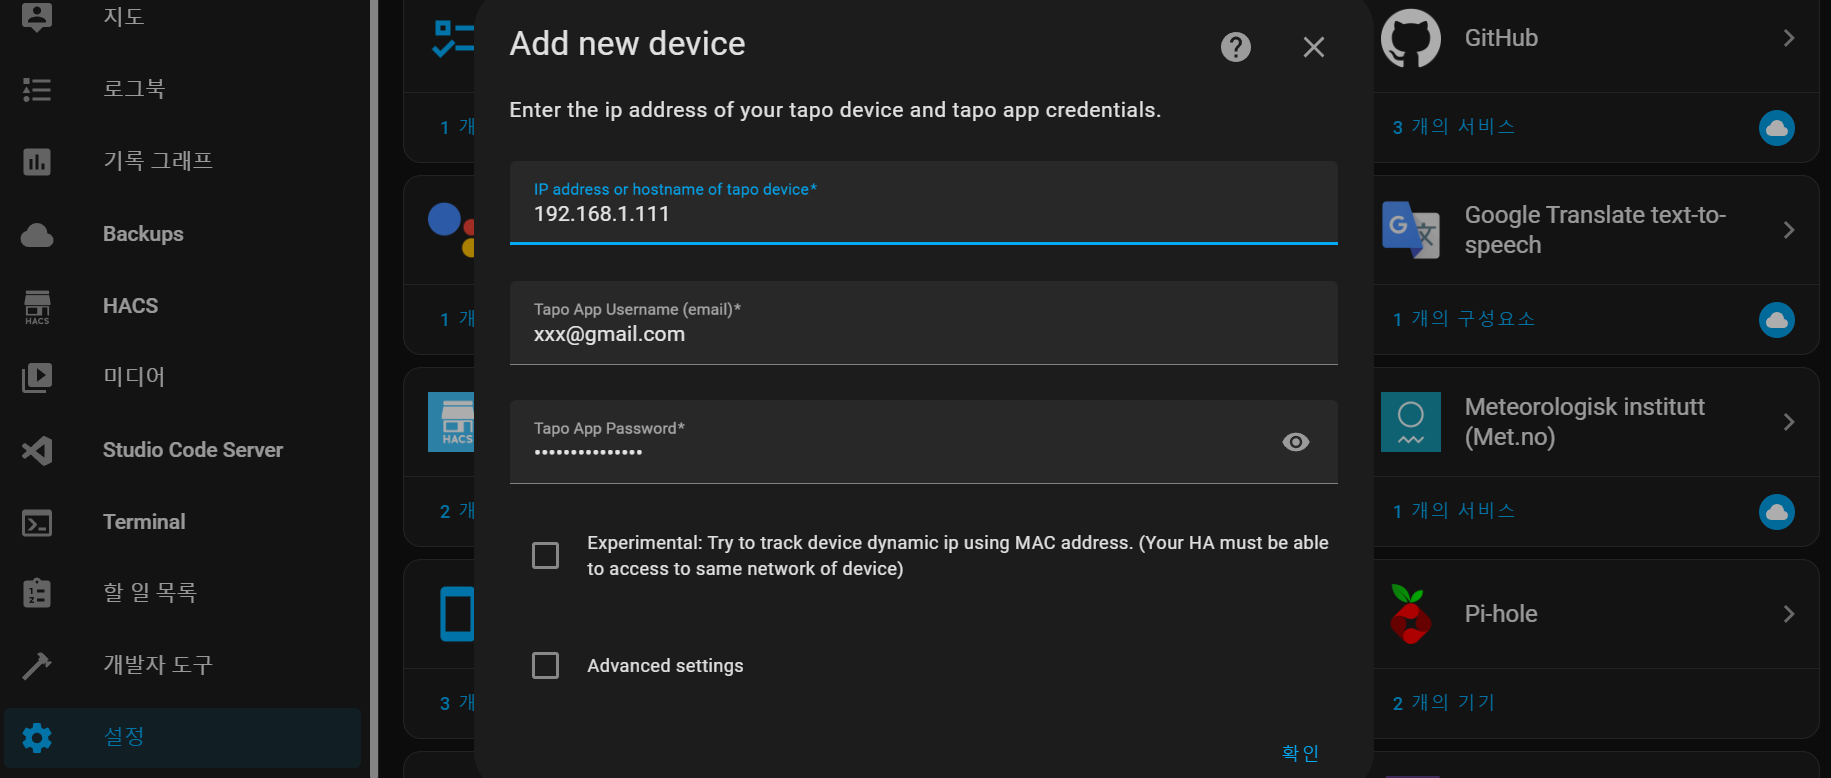 지도
로그북
기록 그래프
Backups
HACS
HACS
미디어
Studio Code Server
Terminal
할 일 목록
개발자 도구
설정
1 개
1 개
HACS
2 개
3 개
Add new device
Enter the ip address of your tapo device and tapo app credentials.
IP address or hostname of tapo device*
192.168.1.111
Tapo App Username (email)*
xxx@gmail.com
Tapo App Password*
•••••••••••••••
Experimental: Try to track device dynamic ip using MAC address. (Your HA must be able
to access to same network of device)
Advanced settings
확인
GitHub
3 개의 서비스
G 文
Google Translate text-to-
speech
1 개의 구성요소
Meteorologisk institutt
(Met.no)
1 개의 서비스
Pi-hole
2 개의 기기